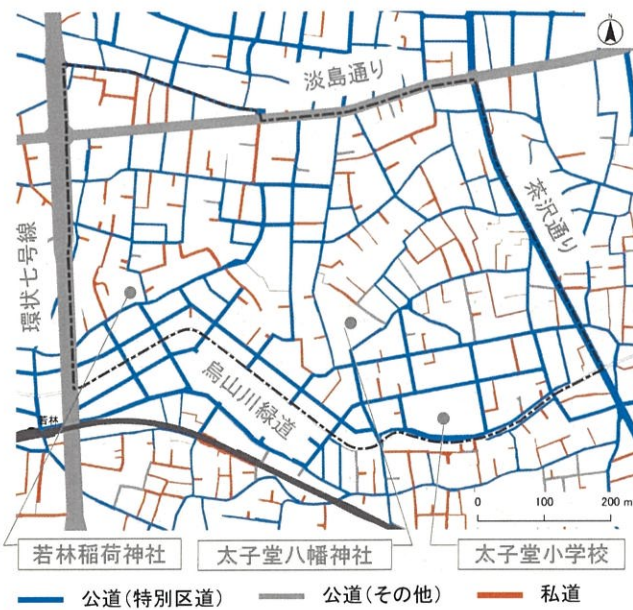 N
淡島通り
茶沢通り
環状七号線
烏山川緑道
若林
0 100 200 m
若林稲荷神社 太子堂八幡神社 太子堂小学校
公道(特別区道) 公道(その他) 私道